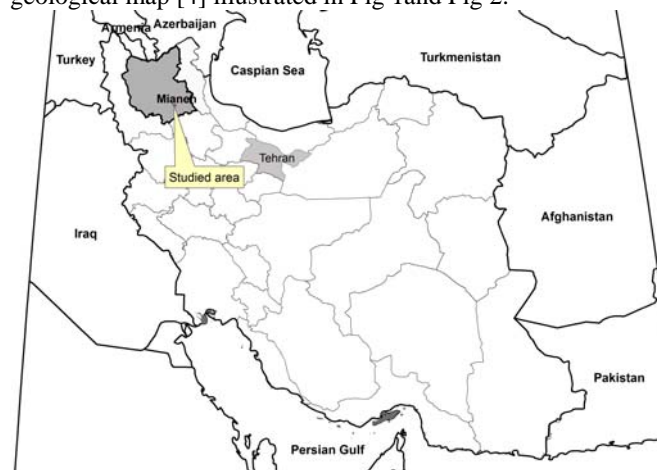 geological map [4] illustrated in Fig 1and Fig 2.
Armenia Azerbaijan
Turkey
Caspian Sea
Turkmenistan
Mianeh
Tehran
Studied area
Iraq
Afghanistan
Pakistan
Persian Gulf